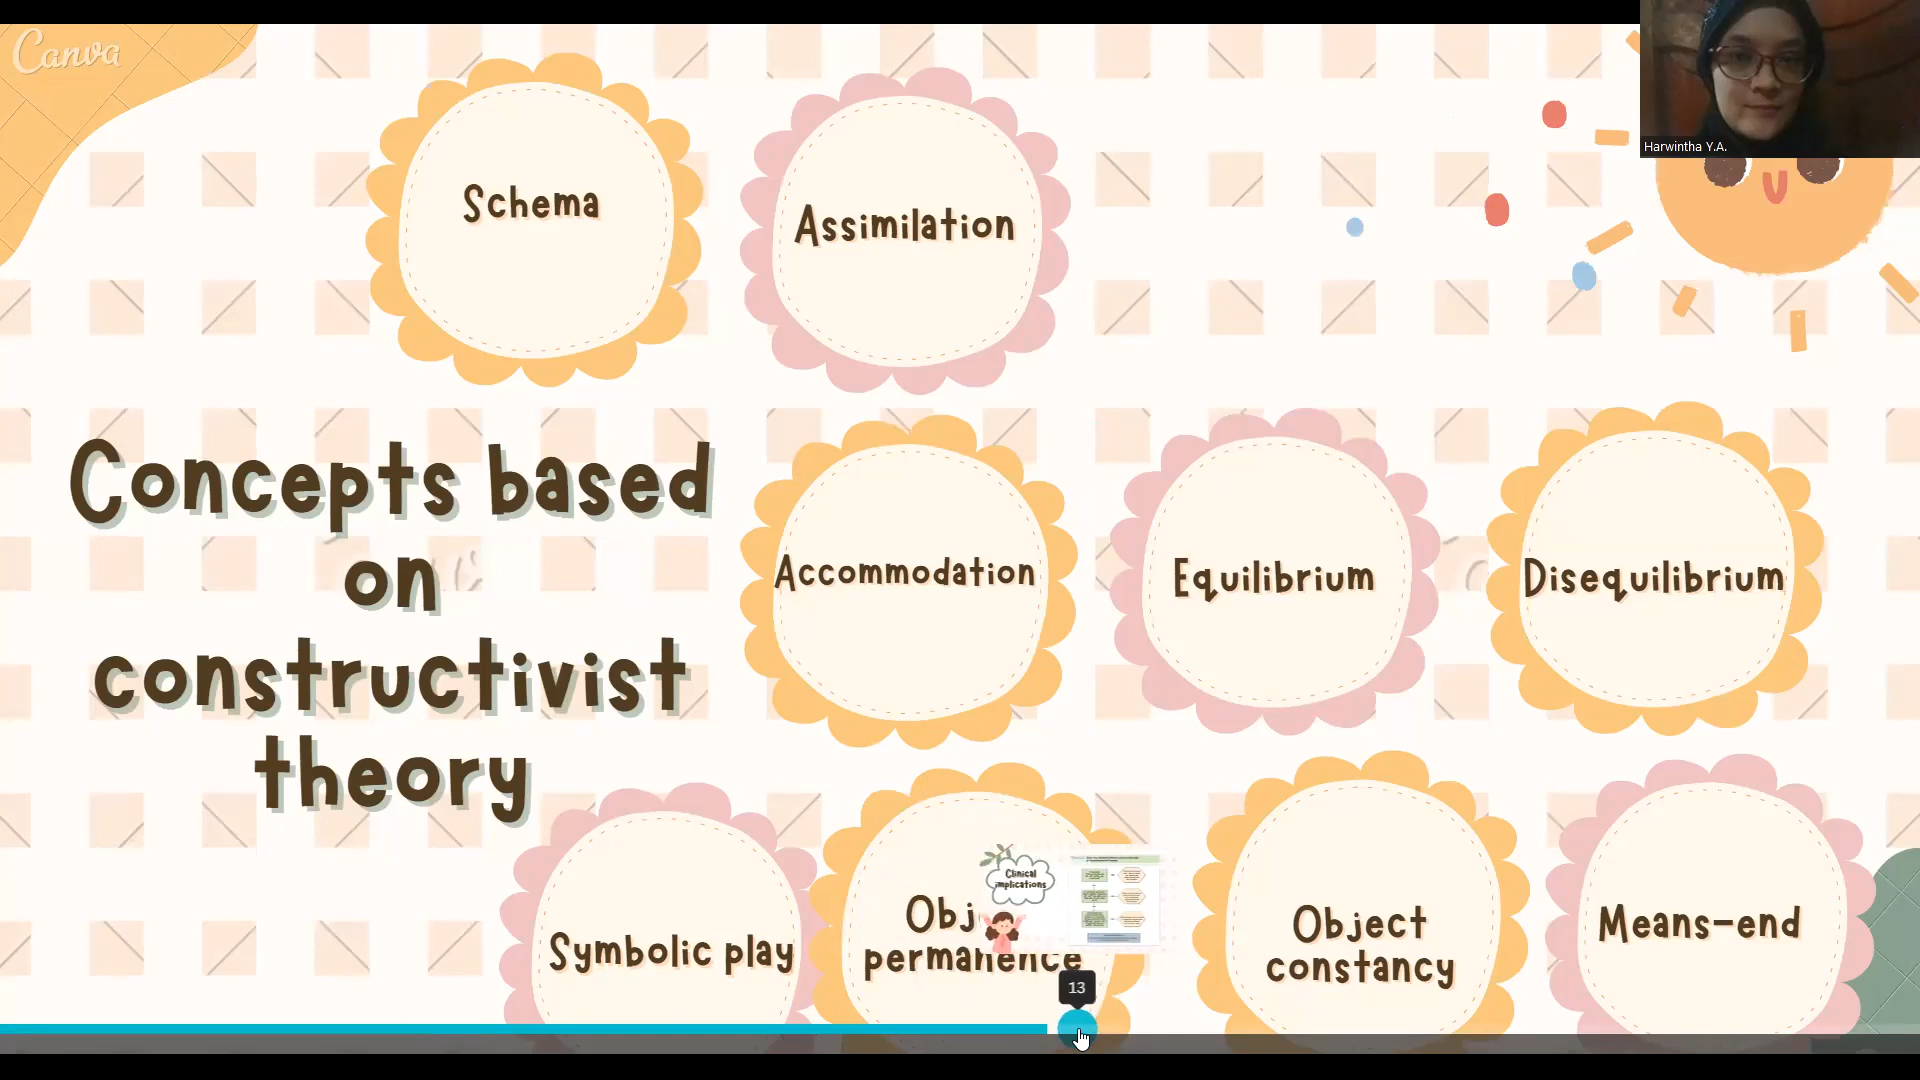 Canva
Harwintha Y.A.
Schema
Assimilation
Concepts based
on
constructivist
theory
Accommodation
Equilibrium
Disequilibrium
Symbolic play
Obj
permanence
Object
constancy
Means-end
Clinical
implications
13